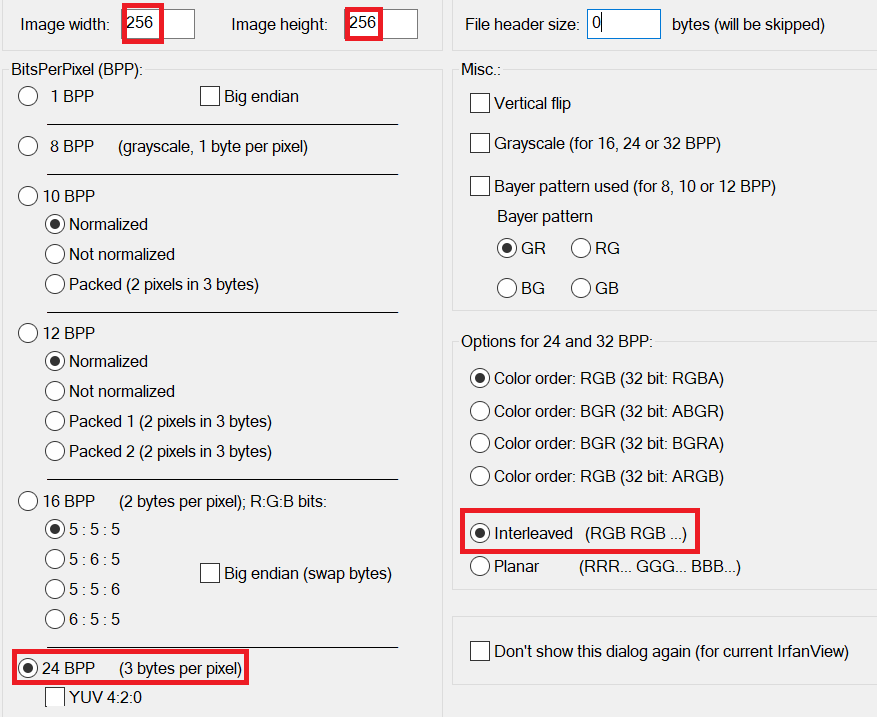 Image width: 256 Image height: 256
BitsPerPixel (BPP):
1 BPP Big endian
8 BPP (grayscale, 1 byte per pixel)
10 BPP
Normalized
Not normalized
Packed (2 pixels in 3 bytes)
12 BPP
Normalized
Not normalized
Packed 1 (2 pixels in 3 bytes)
Packed 2 (2 pixels in 3 bytes)
16 BPP (2 bytes per pixel); R:G:B bits:
5 : 5 : 5
5 : 6 : 5
5 : 5 : 6
6 : 5 : 5
Big endian (swap bytes)
24 BPP (3 bytes per pixel)
YUV 4:2:0
File header size: 0 bytes (will be skipped)
Misc.:
Vertical flip
Grayscale (for 16, 24 or 32 BPP)
Bayer pattern used (for 8, 10 or 12 BPP)
Bayer pattern
GR RG
BG GB
Options for 24 and 32 BPP:
Color order: RGB (32 bit: RGBA)
Color order: BGR (32 bit: ABGR)
Color order: BGR (32 bit: BGRA)
Color order: RGB (32 bit: ARGB)
Interleaved (RGB RGB ...)
Planar (RRR... GGG... BBB...)
Don't show this dialog again (for current IrfanView)